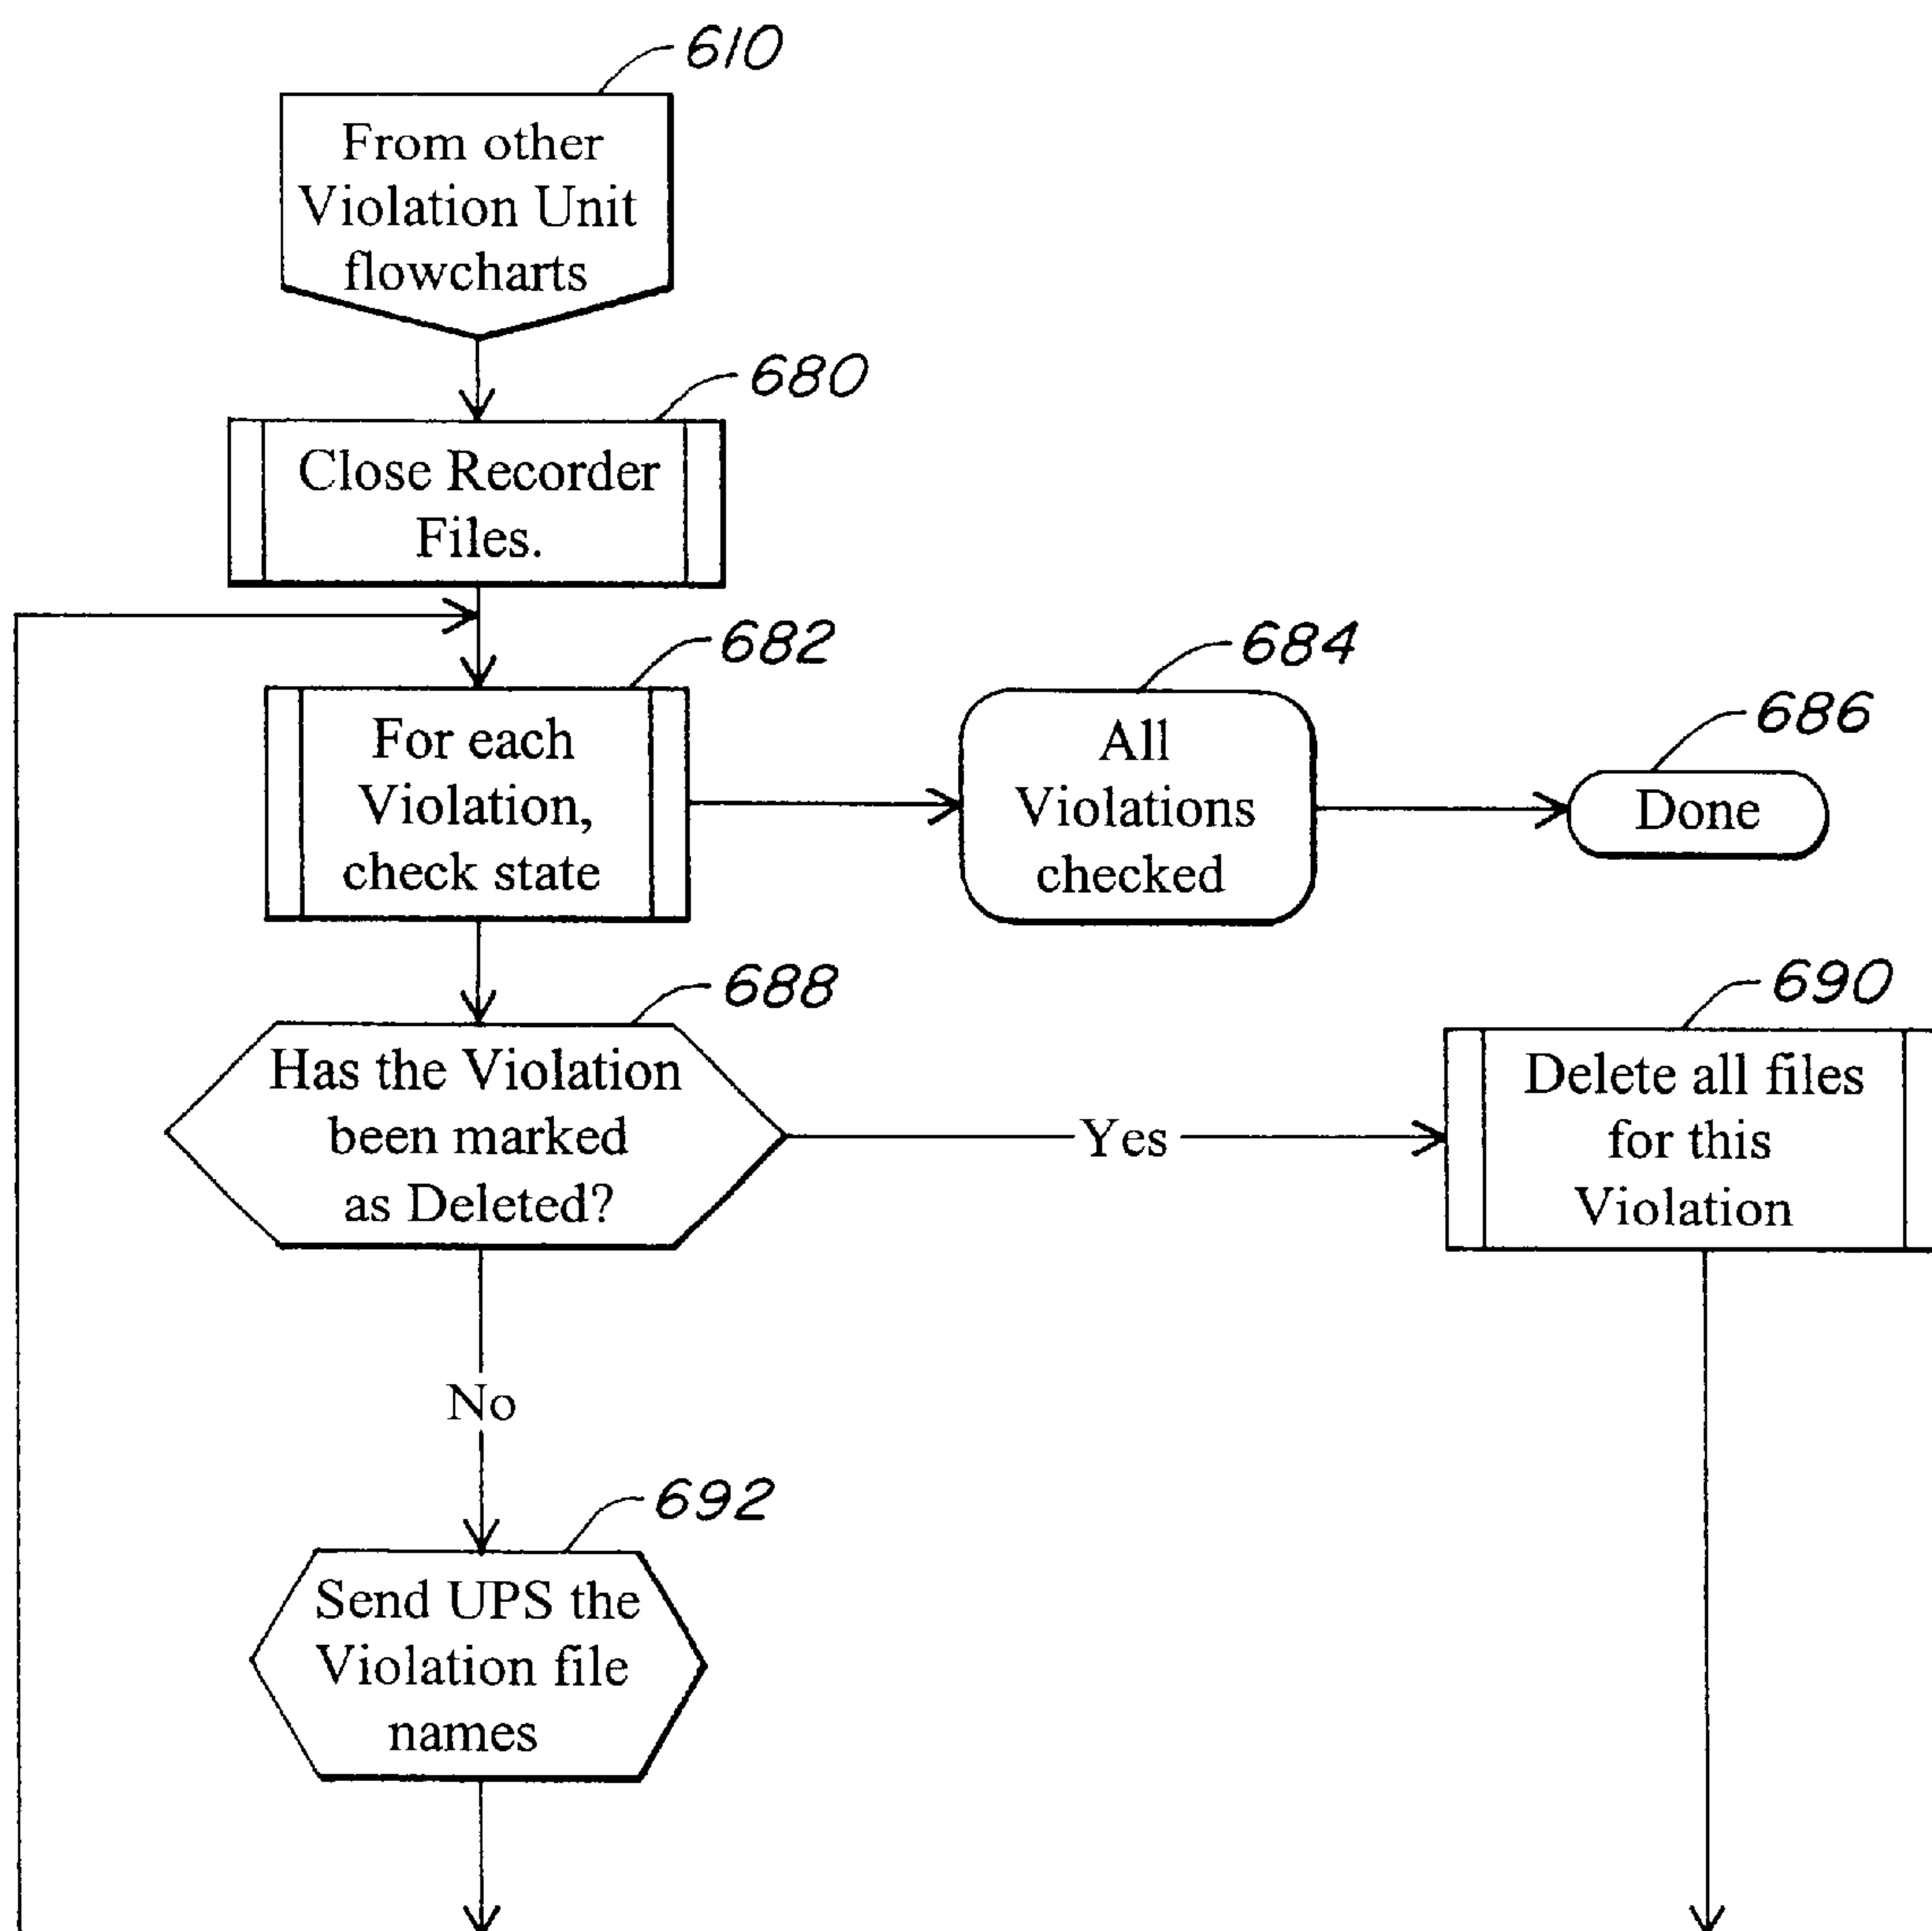 610
From other
Violation Unit
flowcharts
680
Close Recorder
Files.
682
For each
Violation,
check state
684
All
Violations
checked
686
Done
688
Has the Violation
been marked
as Deleted?
Yes
690
Delete all files
for this
Violation
No
692
Send UPS the
Violation file
names